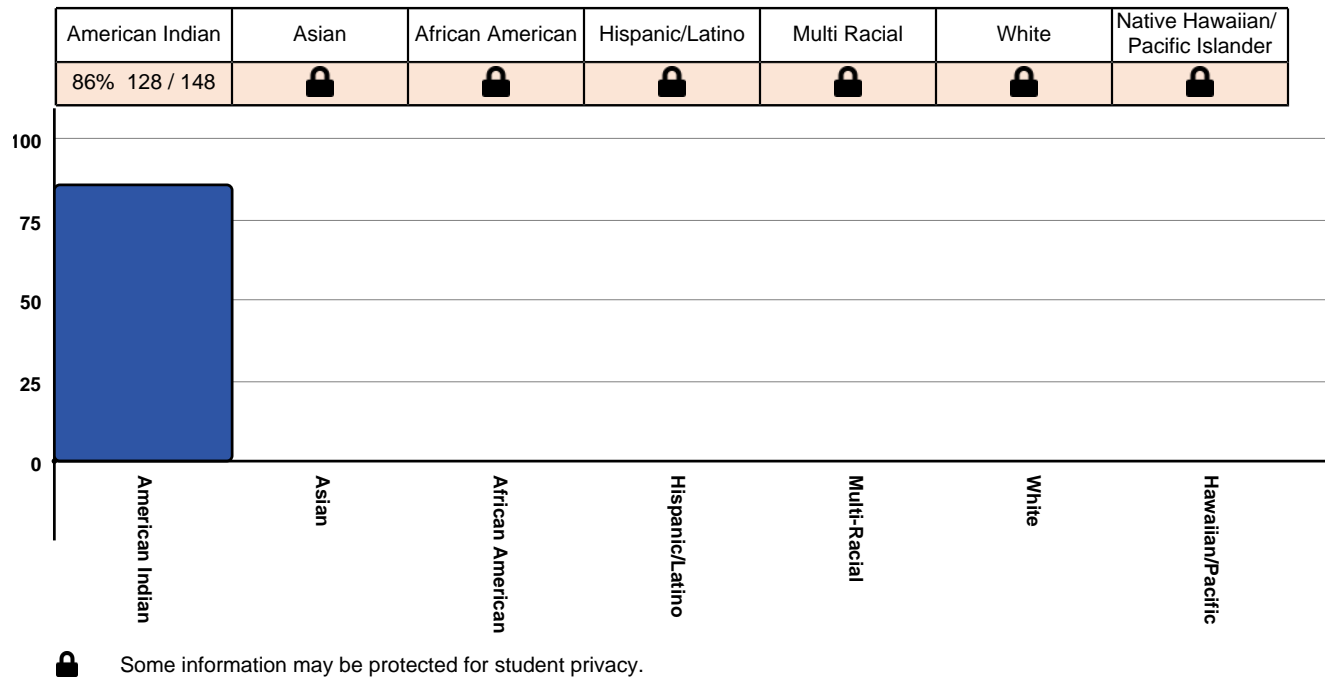 American Indian Asian African American Hispanic/Latino Multi Racial White Native Hawaiian/
Pacific Islander
86% 128 / 148
100
75
50
25
0
American Indian
Asian
African American
Hispanic/Latino
Multi-Racial
White
Hawaiian/Pacific
Some information may be protected for student privacy.